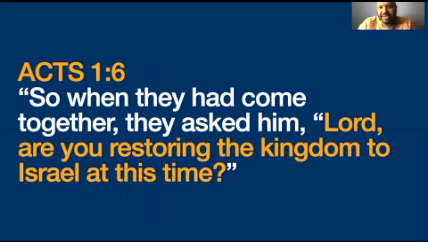 ACTS 1:6
“So when they had come
together, they asked him, “Lord,
are you restoring the kingdom to
Israel at this time?”